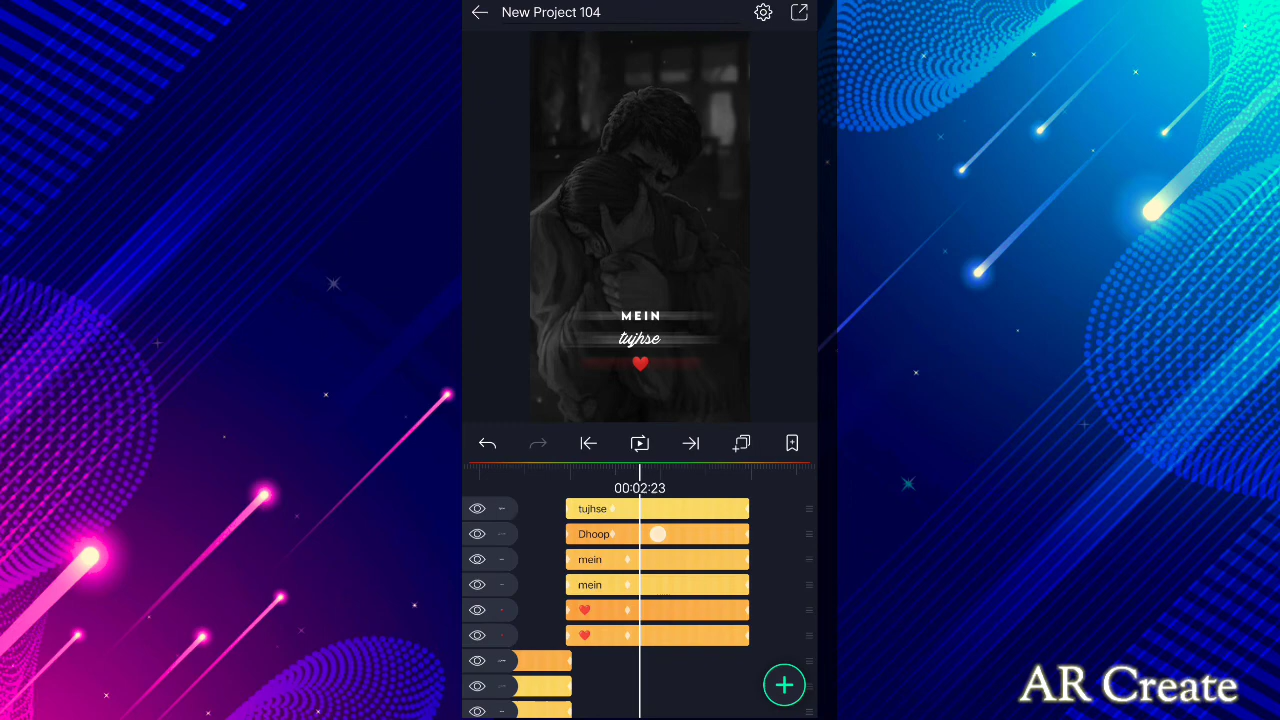 New Project 104
MEIN
tujhse
❤️
00:02:23
tujhse
Dhoop
mein
mein
❤️
❤️
AR Create